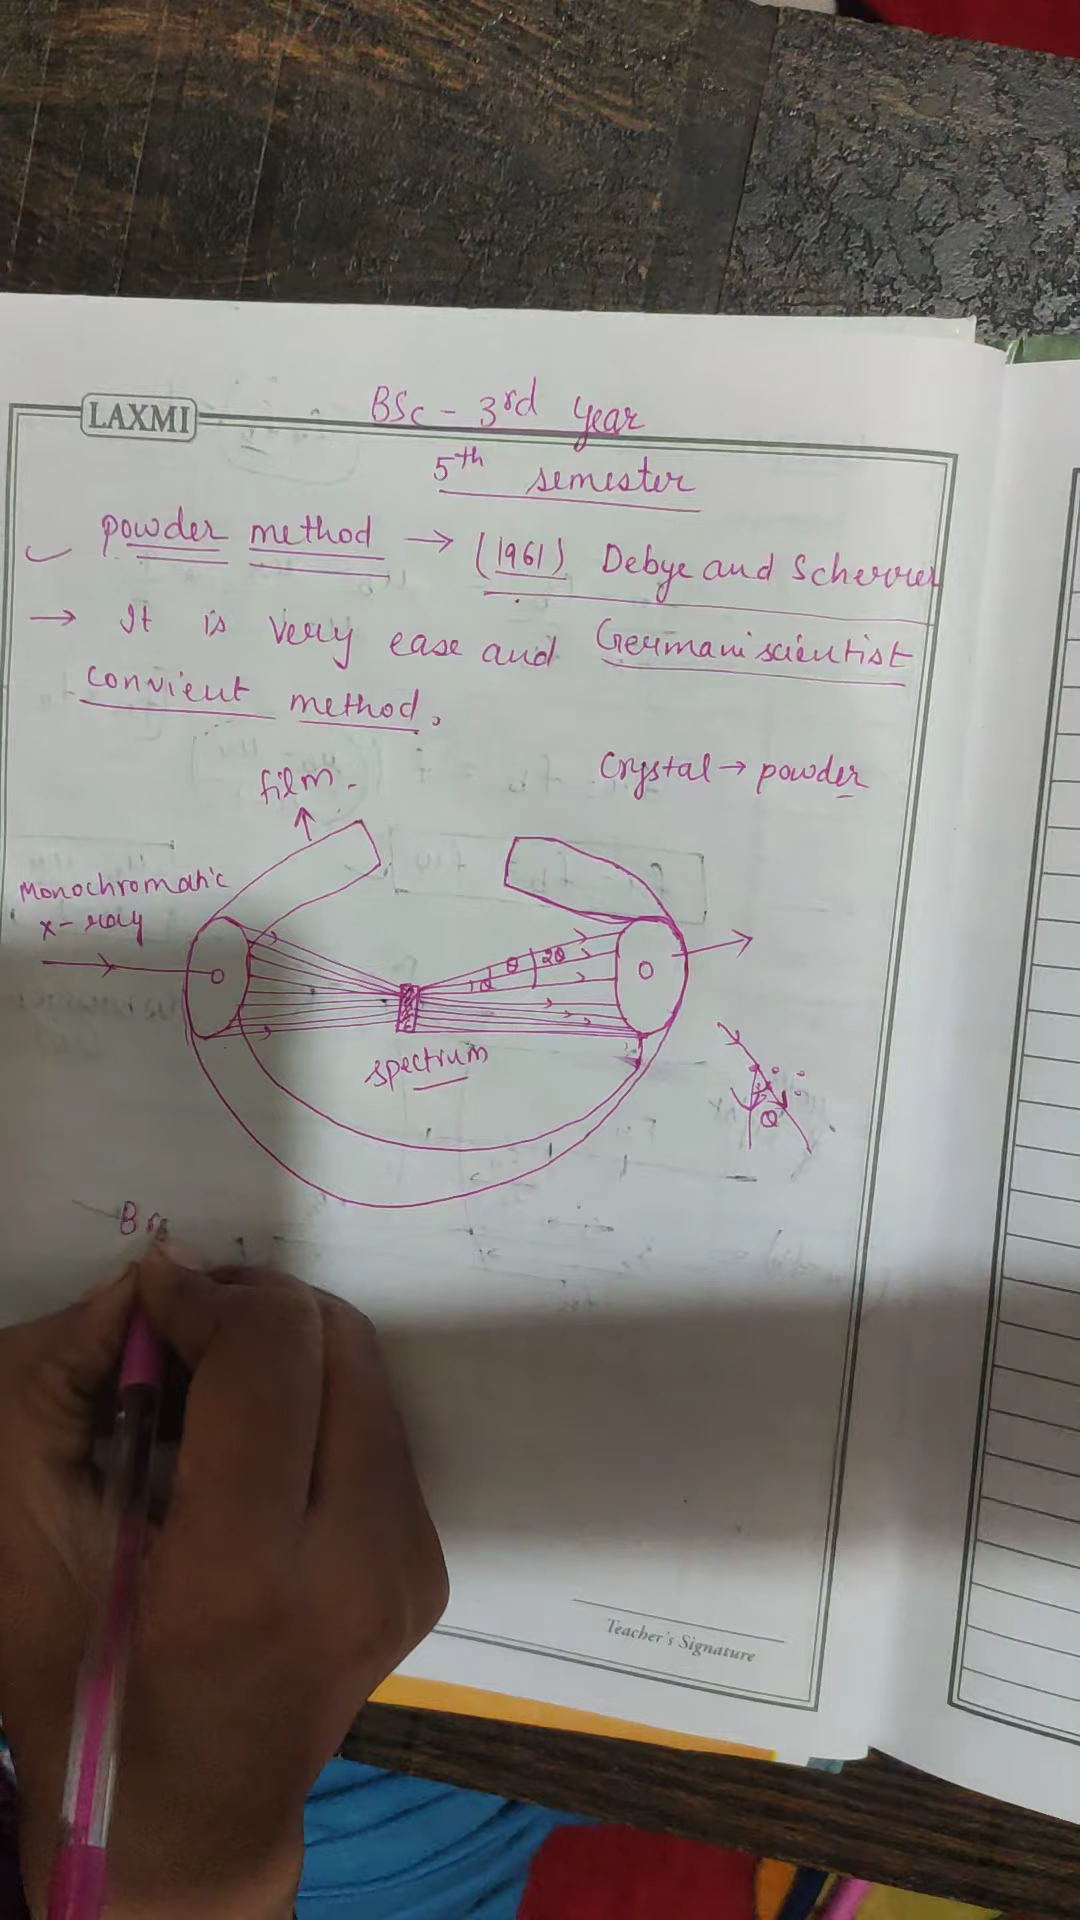 LAXMI
BSc - 3rd year
5th semester
powder method → (1961) Debye and Scherrer
→ It is very ease and Germani scientist
convient method.
Crystal → powder
film.
Monochromatic
x-ray
θ 2θ
spectrum
θ
Teacher's Signature